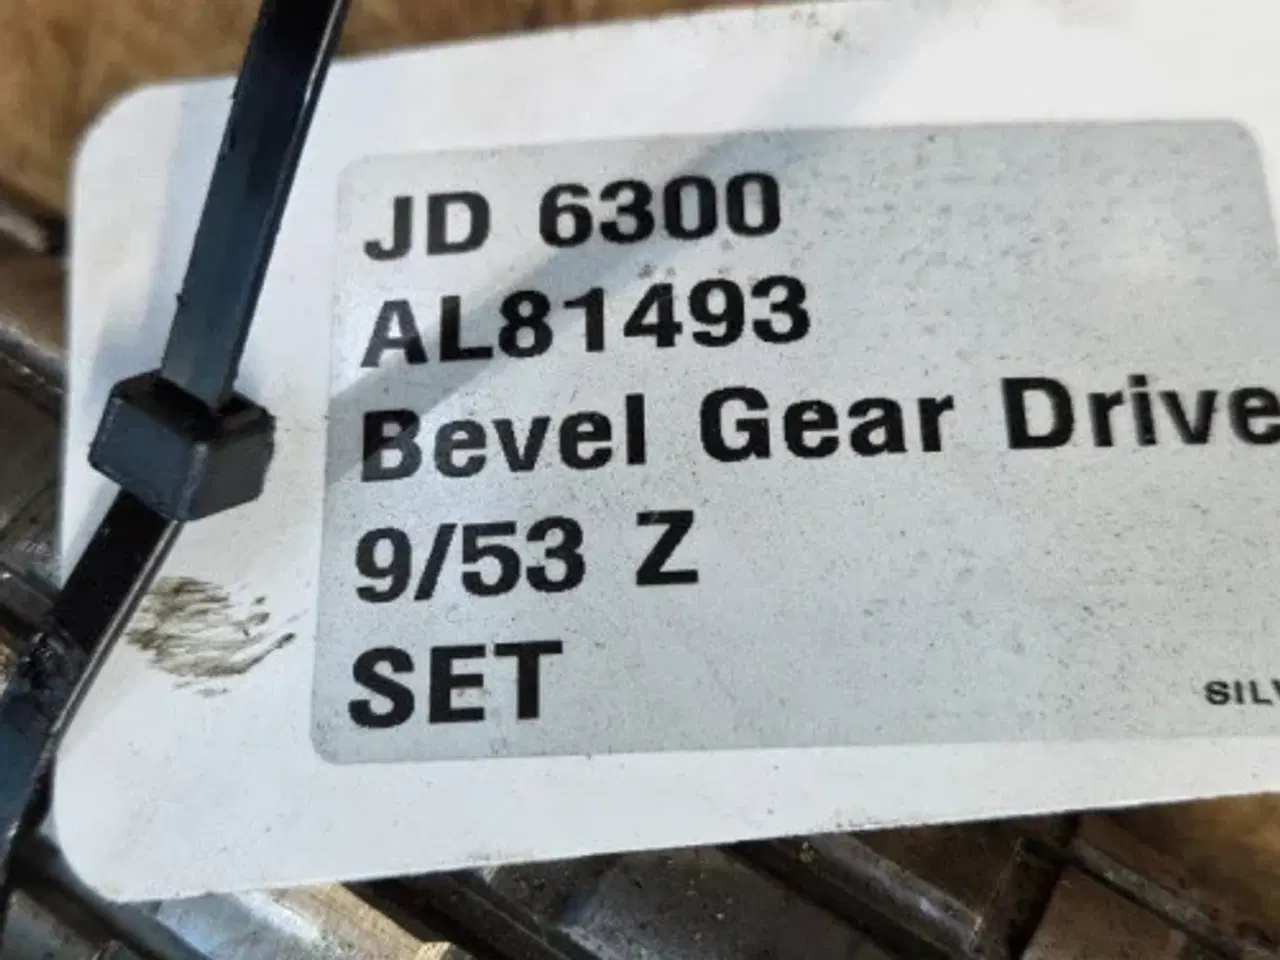 JD 6300
AL81493
Bevel Gear Drive
9/53 Z
SET